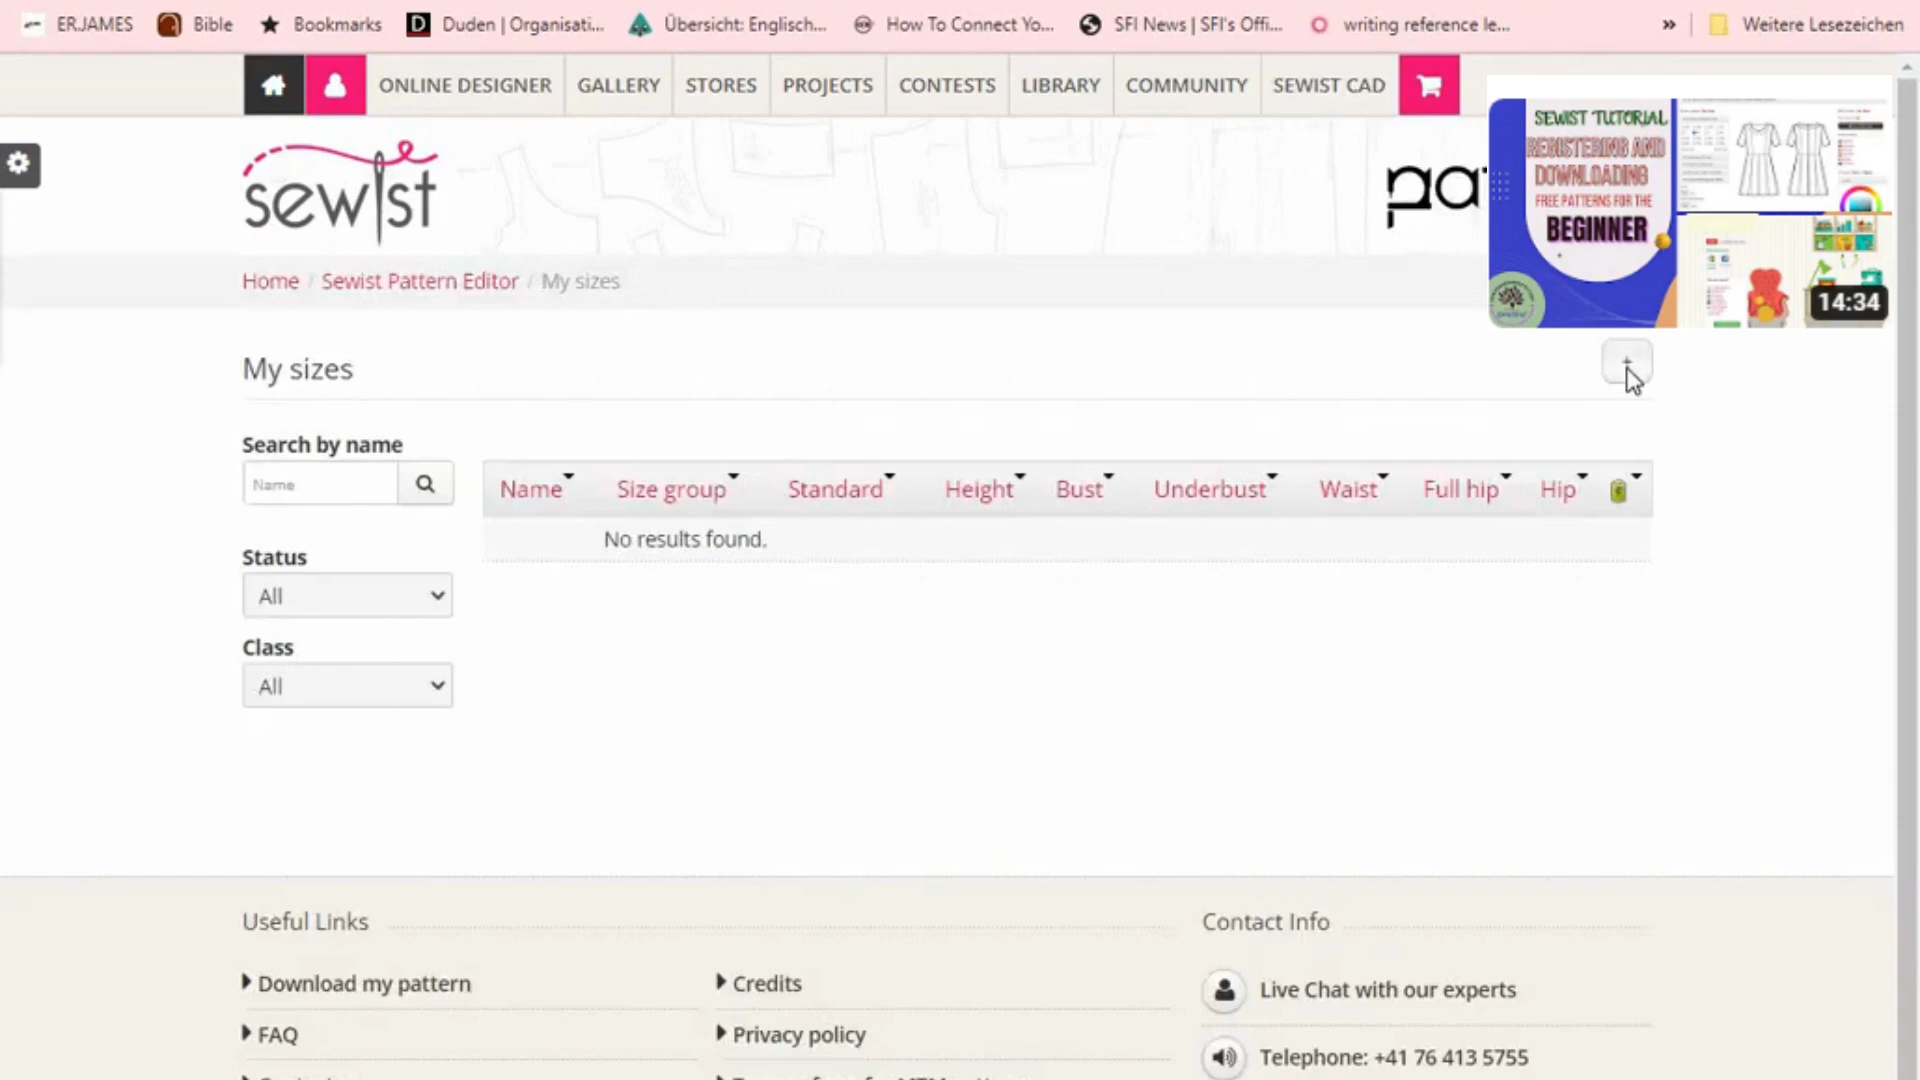 ERJAMES Bible Bookmarks Duden | Organisati... Übersicht: Englisch... How To Connect Yo... SFI News | SFI's Offi... writing reference le... » Weitere Lesezeichen
ONLINE DESIGNER GALLERY STORES PROJECTS CONTESTS LIBRARY COMMUNITY SEWIST CAD
sewist
pa
SEWIST TUTORIAL
REGISTERING AND
DOWNLOADING
FREE PATTERNS FOR THE
BEGINNER
14:34
Home / Sewist Pattern Editor / My sizes
My sizes
+
Search by name
Name
Name Size group Standard Height Bust Underbust Waist Full hip Hip
No results found.
Status
All
Class
All
Useful Links
Contact Info
Download my pattern
Credits
Live Chat with our experts
FAQ
Privacy policy
Telephone: +41 76 413 5755